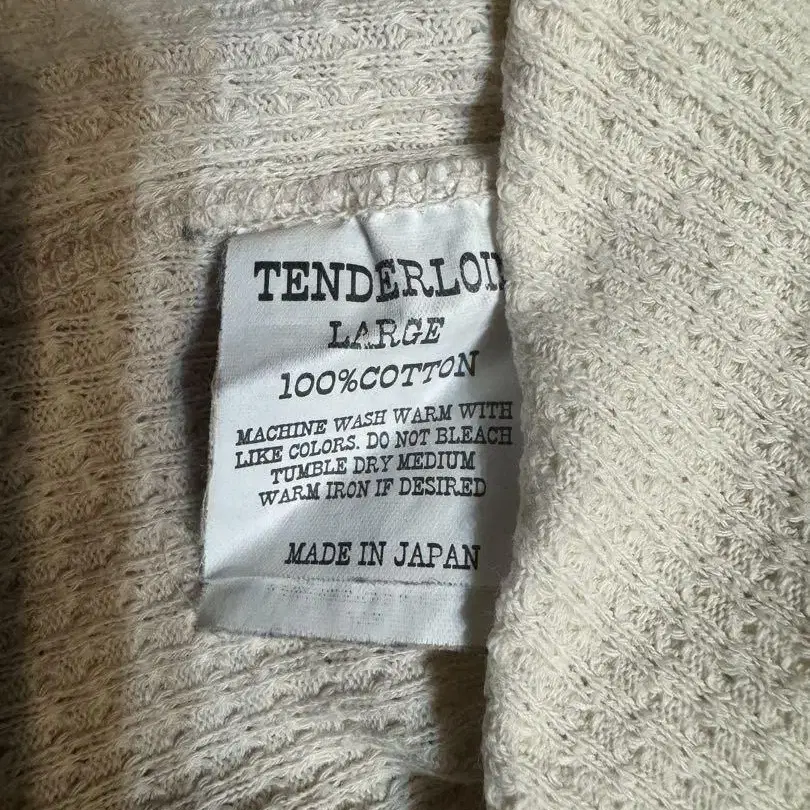 TENDERLOI
LARGE
100%COTTON
MACHINE WASH WARM WITH
LIKE COLORS. DO NOT BLEACH
TUMBLE DRY MEDIUM
WARM IRON IF DESIRED
MADE IN JAPAN